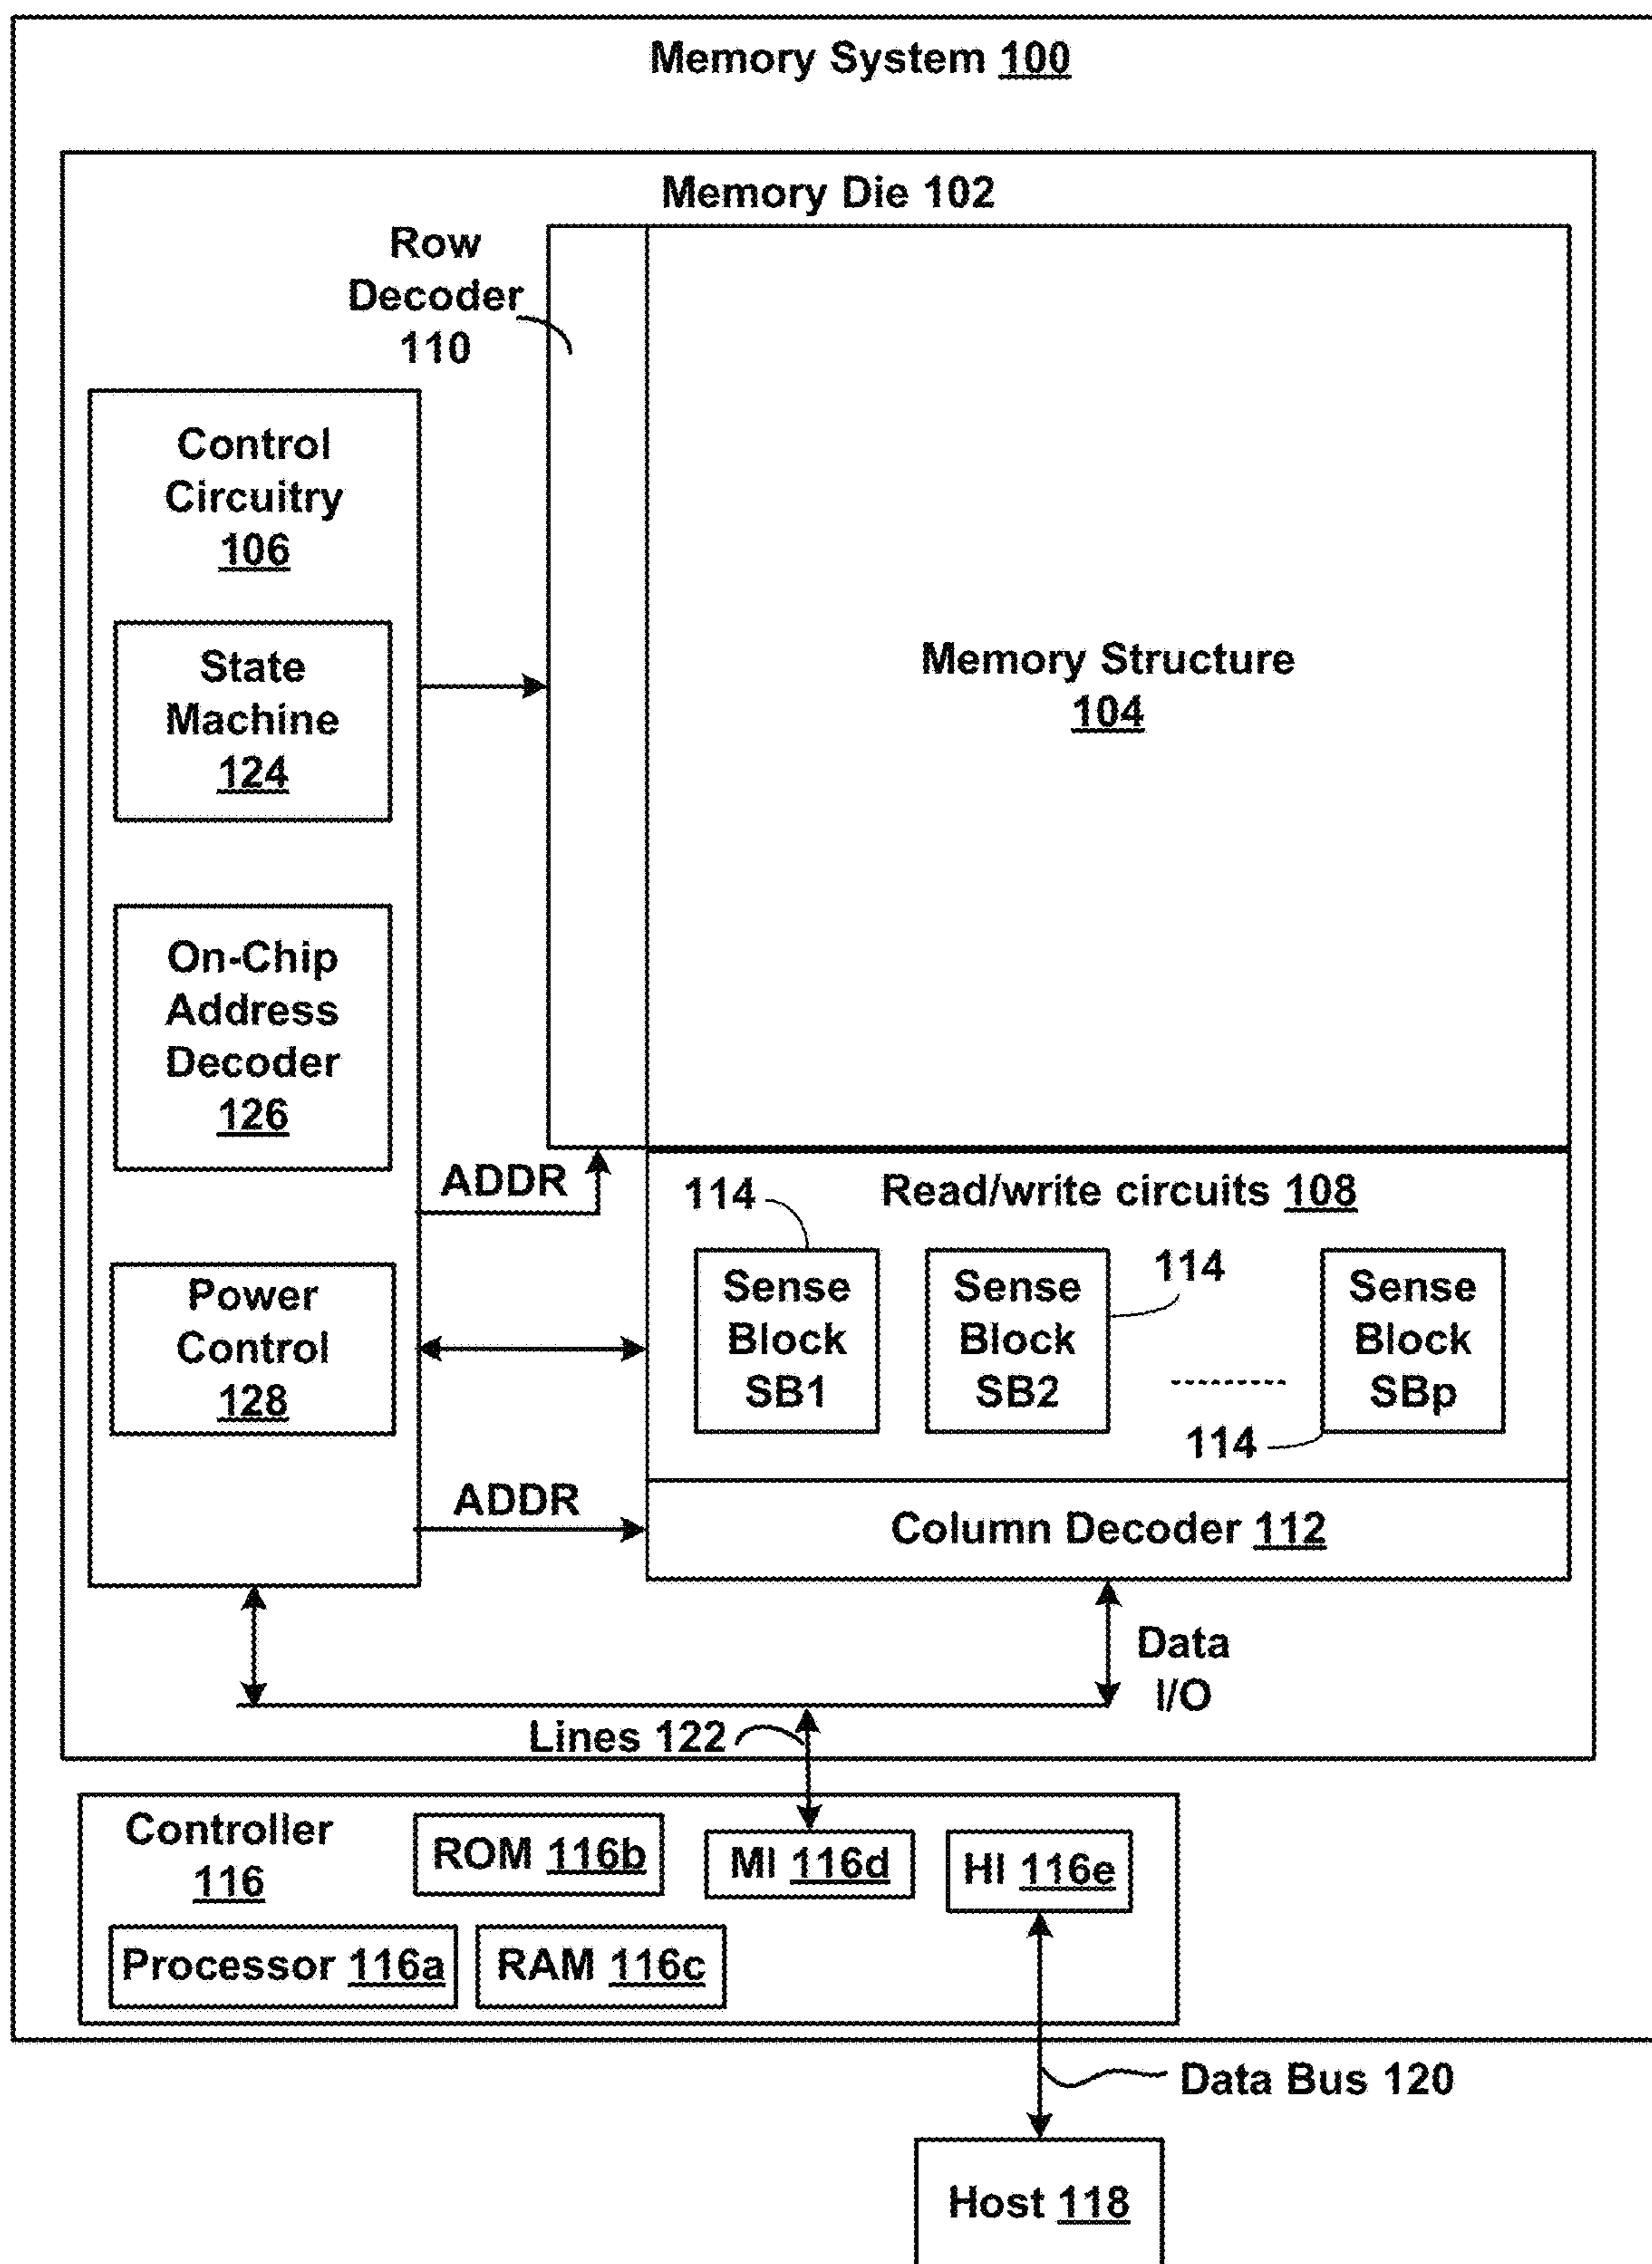 Memory System 100
Memory Die 102
Row
Decoder
110
Control
Circuitry
106
State
Machine
124
Memory Structure
104
On-Chip
Address
Decoder
126
ADDR
114
Read/write circuits 108
Power
Control
128
Sense
Block
SB1
Sense
Block
SB2
114
Sense
Block
SBp
114
ADDR
Column Decoder 112
Data
I/O
Lines 122
Controller
116
ROM 116b
MI 116d
HI 116e
Processor 116a
RAM 116c
Data Bus 120
Host 118